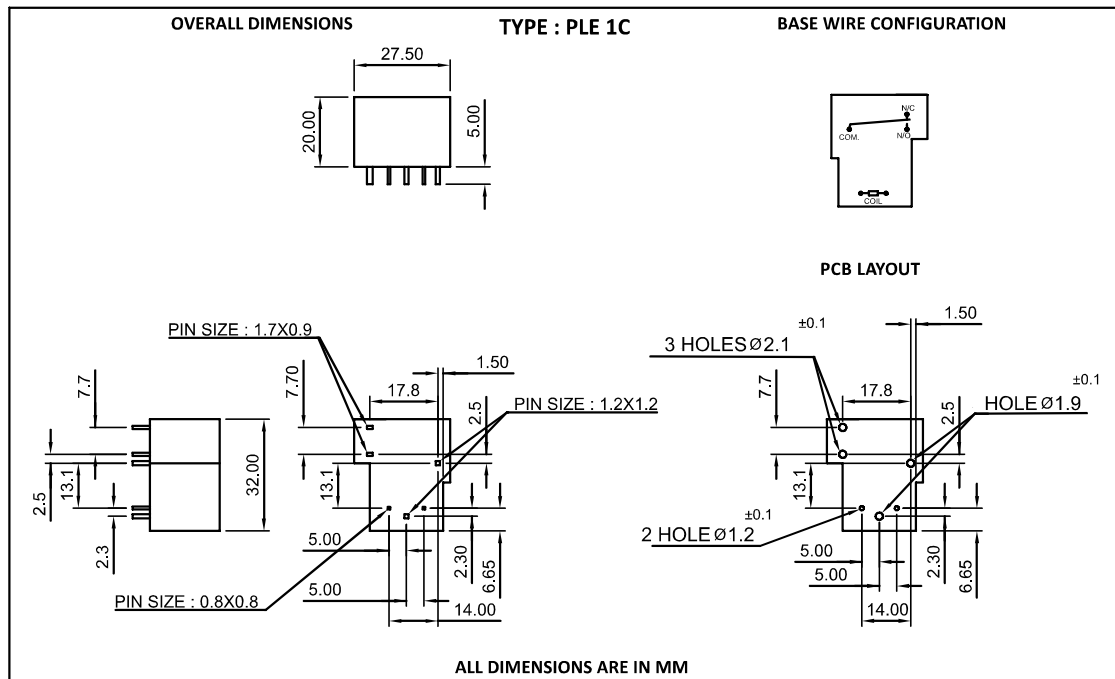 OVERALL DIMENSIONS
TYPE : PLE 1C
BASE WIRE CONFIGURATION
27.50
20.00
5.00
N/C
COM.
N/O
COIL
PCB LAYOUT
PIN SIZE : 1.7X0.9
1.50
7.7
7.70
17.8
2.5
PIN SIZE : 1.2X1.2
2.5
13.1
32.00
13.1
2.3
5.00
2.30
6.65
PIN SIZE : 0.8X0.8
5.00
14.00
±0.1
1.50
3 HOLES Ø2.1
±0.1
7.7
17.8
2.5
HOLE Ø1.9
13.1
±0.1
2 HOLE Ø1.2
5.00
2.30
6.65
5.00
14.00
ALL DIMENSIONS ARE IN MM